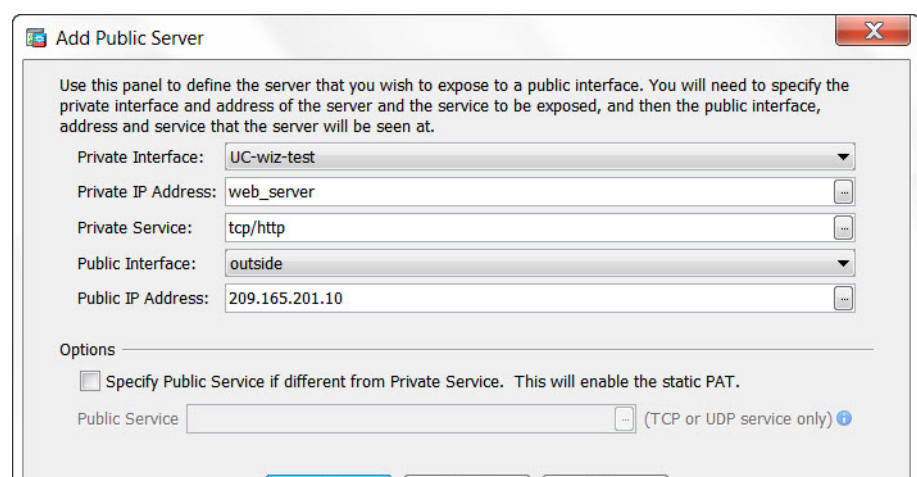 Add Public Server
Use this panel to define the server that you wish to expose to a public interface. You will need to specify the
private interface and address of the server and the service to be exposed, and then the public interface,
address and service that the server will be seen at.
Private Interface: UC-wiz-test
Private IP Address: web_server ...
Private Service: tcp/http ...
Public Interface: outside
Public IP Address: 209.165.201.10 ...
Options
Specify Public Service if different from Private Service. This will enable the static PAT.
Public Service ... (TCP or UDP service only) i